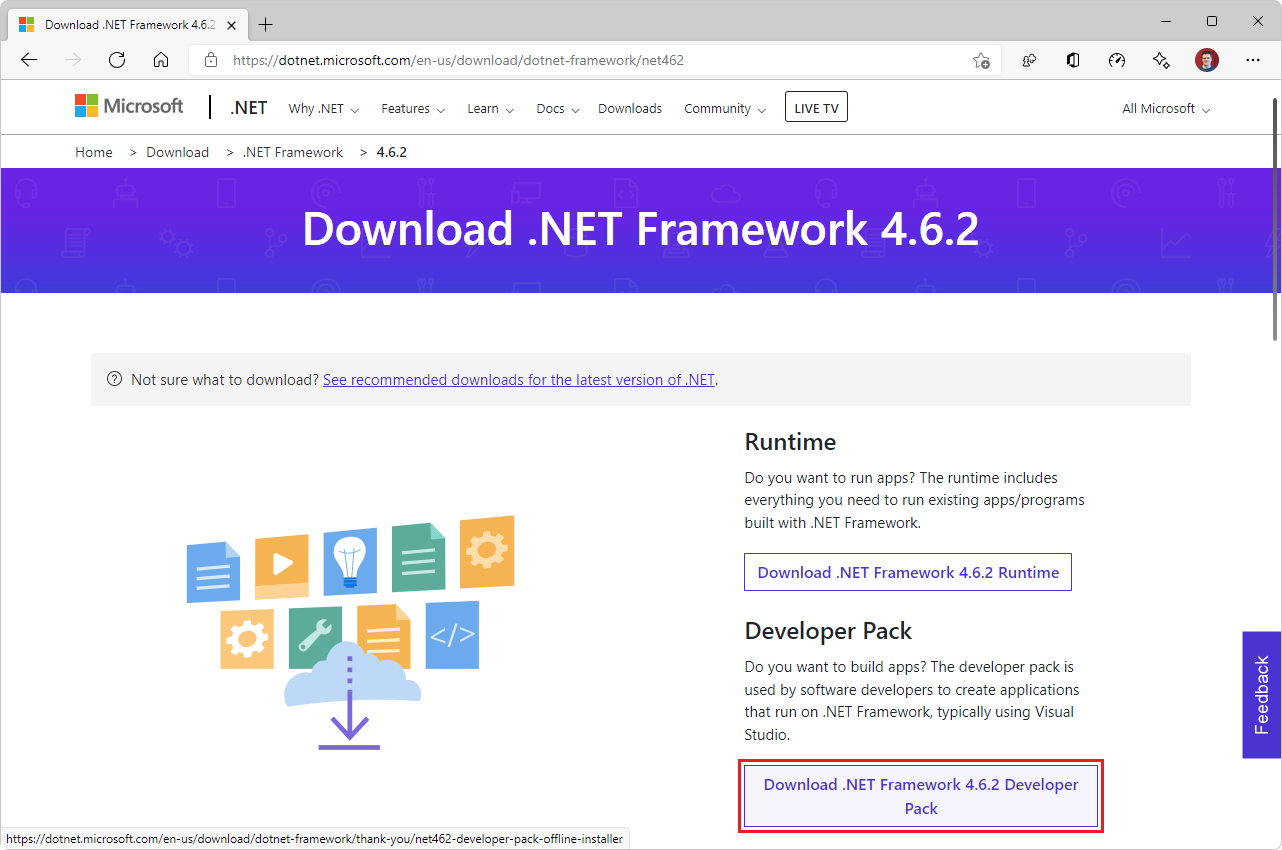 Download .NET Framework 4.6.2
https://dotnet.microsoft.com/en-us/download/dotnet-framework/net462
Microsoft
.NET
Why .NET
Features
Learn
Docs
Downloads
Community
LIVE TV
All Microsoft
Home > Download > .NET Framework > 4.6.2
Download .NET Framework 4.6.2
Not sure what to download? See recommended downloads for the latest version of .NET.
Runtime
Do you want to run apps? The runtime includes
everything you need to run existing apps/programs
built with .NET Framework.
Download .NET Framework 4.6.2 Runtime
Developer Pack
Do you want to build apps? The developer pack is
used by software developers to create applications
that run on .NET Framework, typically using Visual
Studio.
Download .NET Framework 4.6.2 Developer
Pack
</>
Feedback
https://dotnet.microsoft.com/en-us/download/dotnet-framework/thank-you/net462-developer-pack-offline-installer